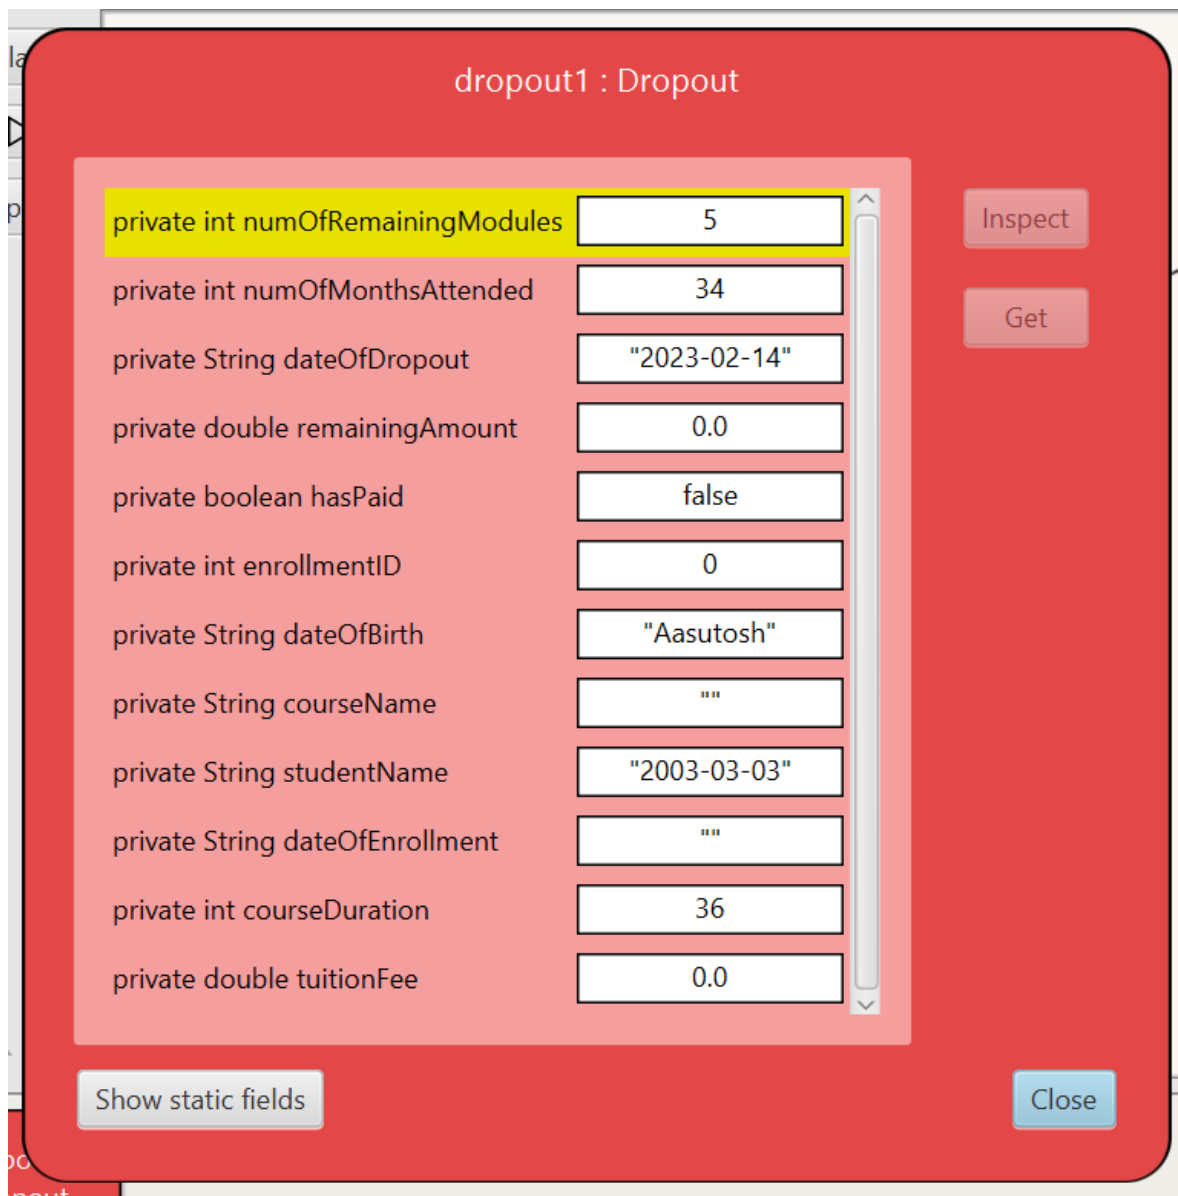 la
dropout1 : Dropout
p
private int numOfRemainingModules 5
Inspect
private int numOfMonthsAttended 34
Get
private String dateOfDropout "2023-02-14"
private double remainingAmount 0.0
private boolean hasPaid false
private int enrollmentID 0
private String dateOfBirth "Aasutosh"
private String courseName ""
private String studentName "2003-03-03"
private String dateOfEnrollment ""
private int courseDuration 36
private double tuitionFee 0.0
Show static fields
Close